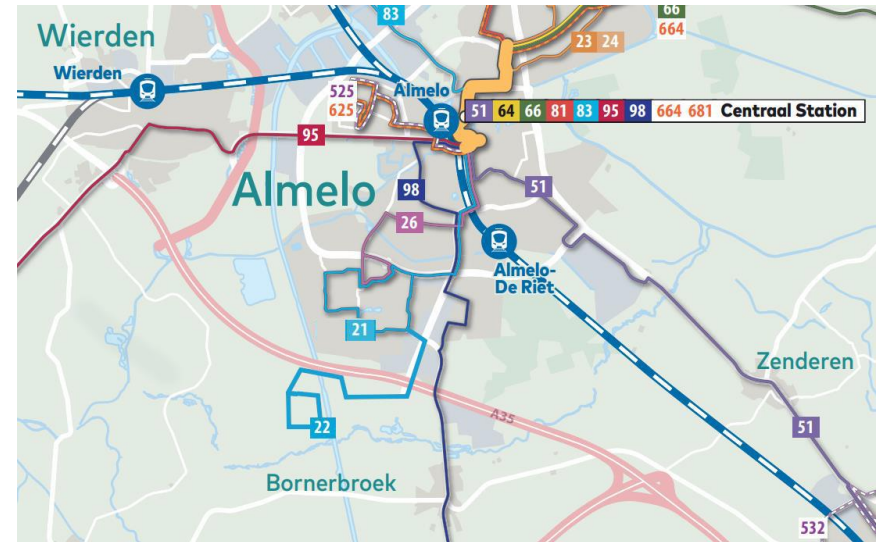 83
66
664
Wierden
23 24
Wierden
525
625
Almelo
51 64 66 81 83 95 98 664 681 Centraal Station
95
Almelo
98
51
26
Almelo-
De Riet
21
Zenderen
A35
22
51
Bornerbroek
532